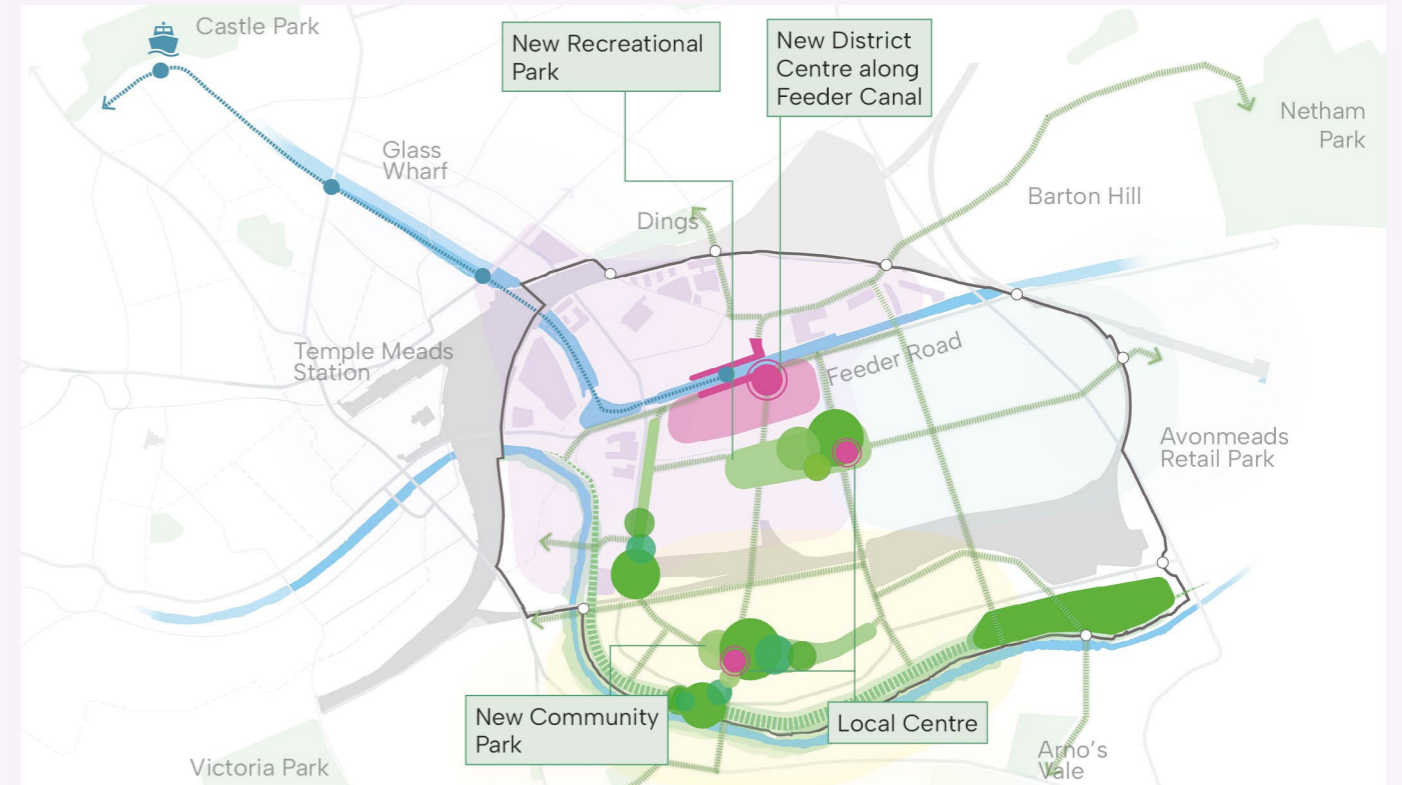 Castle Park
New Recreational
Park
New District
Centre along
Feeder Canal
Netham
Park
Glass
Wharf
Barton Hill
Dings
Temple Meads
Station
Feeder Road
Avonmeads
Retail Park
New Community
Park
Local Centre
Arno's
Vale
Victoria Park